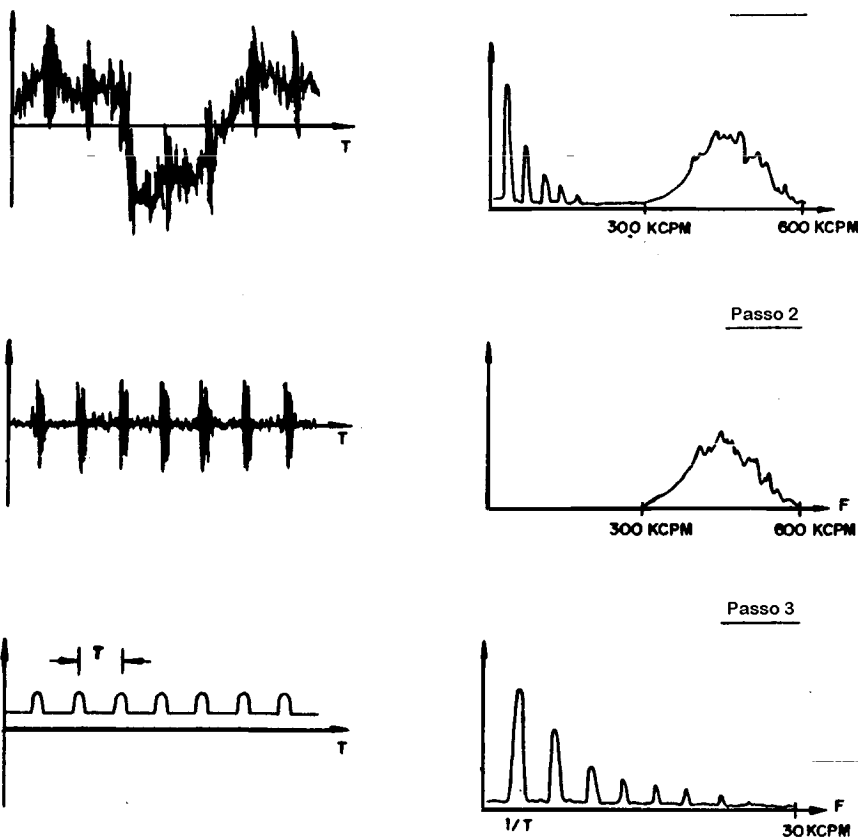 T
300 KCPM
600 KCPM
Passo 2
T
F
300 KCPM
600 KCPM
Passo 3
T
T
F
1/T
30 KCPM